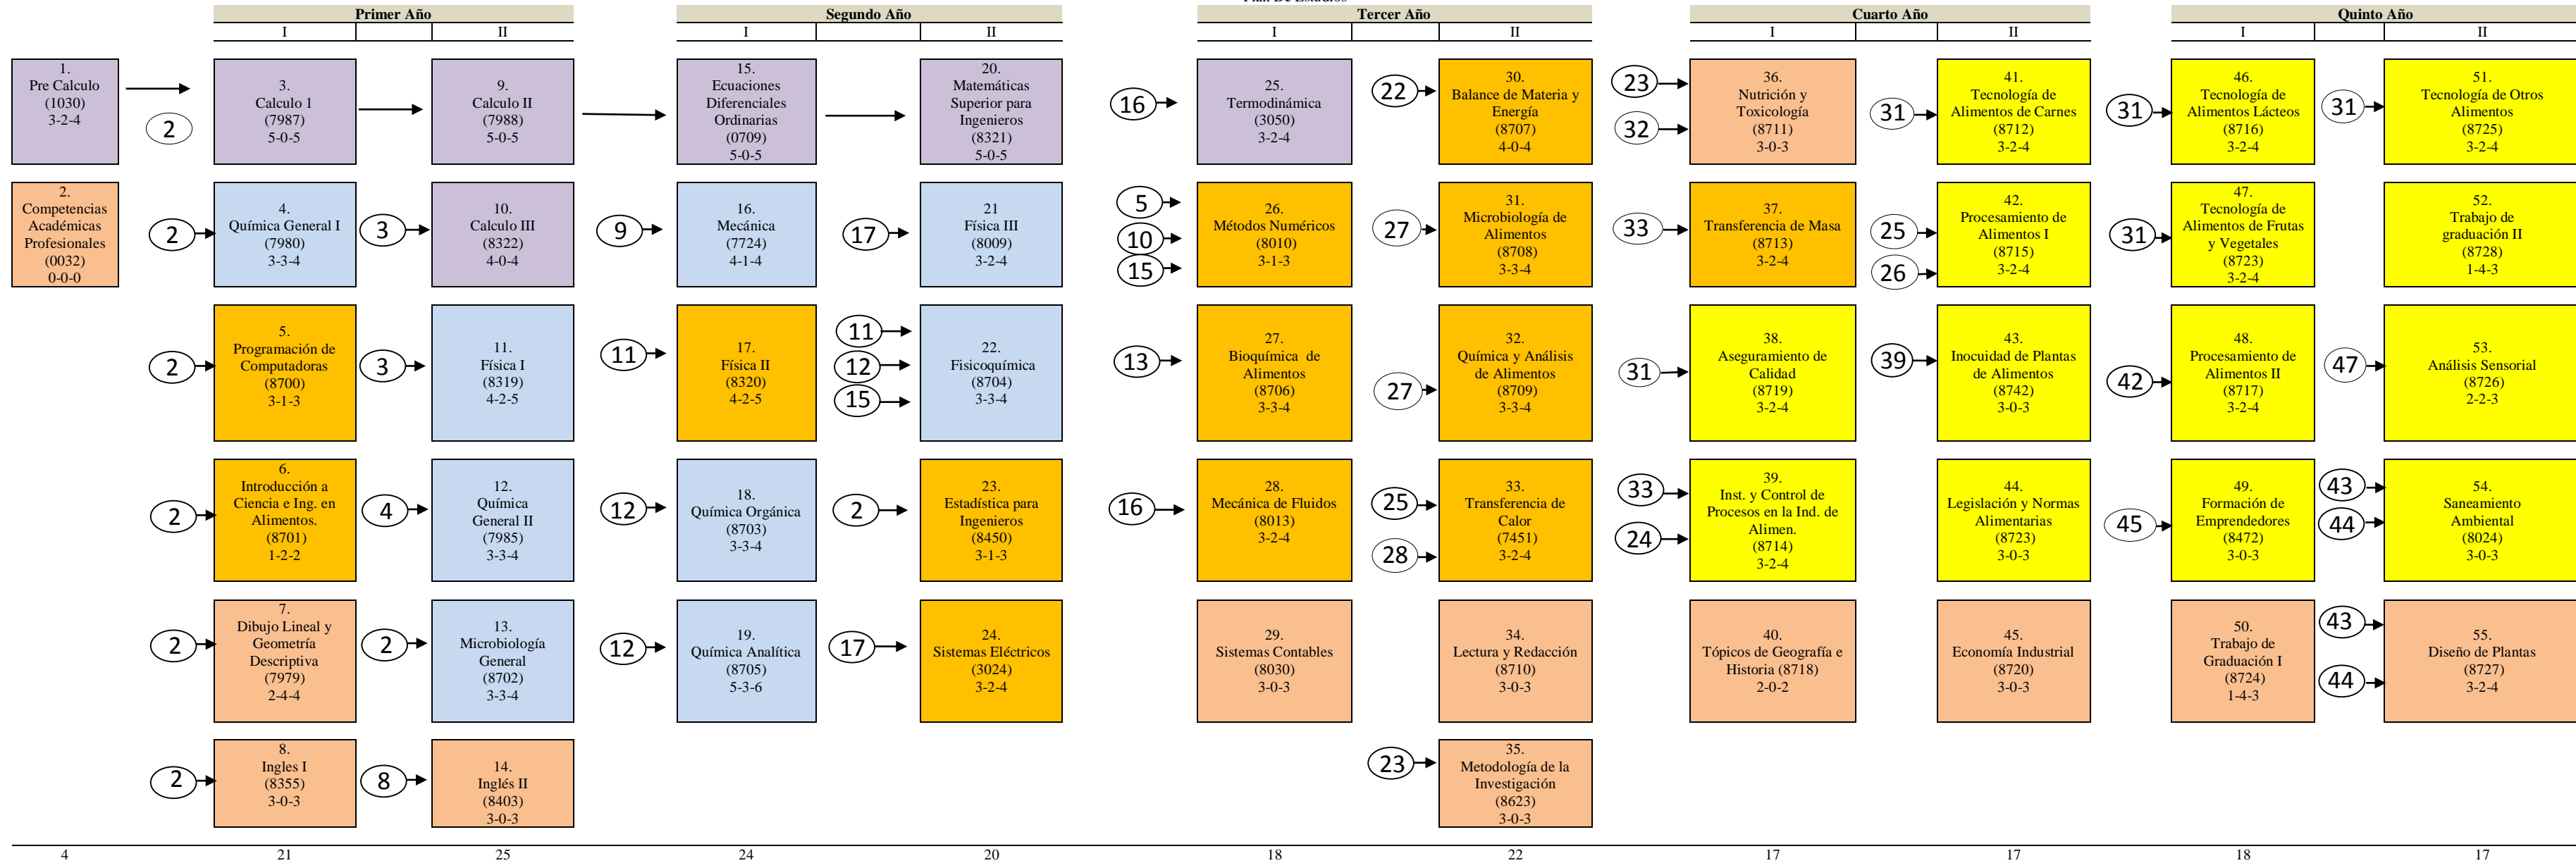 Plan De Estudios
Primer Año
Segundo Año
Tercer Año
Cuarto Año
Quinto Año
I
II
I
II
I
II
I
II
I
II
1.
Pre Calculo
(1030)
3-2-4
2
3.
Calculo 1
(7987)
5-0-5
9.
Calculo II
(7988)
5-0-5
15.
Ecuaciones
Diferenciales
Ordinarias
(0709)
5-0-5
20.
Matemáticas
Superior para
Ingenieros
(8321)
5-0-5
16
25.
Termodinámica
(3050)
3-2-4
22
30.
Balance de Materia y
Energía
(8707)
4-0-4
23
32
36.
Nutrición y
Toxicología
(8711)
3-0-3
31
41.
Tecnología de
Alimentos de Carnes
(8712)
3-2-4
31
46.
Tecnología de
Alimentos Lácteos
(8716)
3-2-4
31
51.
Tecnología de Otros
Alimentos
(8725)
3-2-4
2.
Competencias
Académicas
Profesionales
(0032)
0-0-0
2
4.
Química General I
(7980)
3-3-4
3
10.
Calculo III
(8322)
4-0-4
9
16.
Mecánica
(7724)
4-1-4
17
21
Física III
(8009)
3-2-4
5
10
15
26.
Métodos Numéricos
(8010)
3-1-3
27
31.
Microbiología de
Alimentos
(8708)
3-3-4
33
37.
Transferencia de Masa
(8713)
3-2-4
25
26
42.
Procesamiento de
Alimentos I
(8715)
3-2-4
31
47.
Tecnología de
Alimentos de Frutas
y Vegetales
(8723)
3-2-4
52.
Trabajo de
graduación II
(8728)
1-4-3
2
5.
Programación de
Computadoras
(8700)
3-1-3
3
11.
Física I
(8319)
4-2-5
11
17.
Física II
(8320)
4-2-5
11
12
15
22.
Fisicoquímica
(8704)
3-3-4
13
27.
Bioquímica de
Alimentos
(8706)
3-3-4
27
32.
Química y Análisis
de Alimentos
(8709)
3-3-4
31
38.
Aseguramiento de
Calidad
(8719)
3-2-4
39
43.
Inocuidad de Plantas
de Alimentos
(8742)
3-0-3
42
48.
Procesamiento de
Alimentos II
(8717)
3-2-4
47
53.
Análisis Sensorial
(8726)
2-2-3
2
6.
Introducción a
Ciencia e Ing. en
Alimentos.
(8701)
1-2-2
4
12.
Química
General II
(7985)
3-3-4
12
18.
Química Orgánica
(8703)
3-3-4
2
23.
Estadística para
Ingenieros
(8450)
3-1-3
16
28.
Mecánica de Fluidos
(8013)
3-2-4
25
28
33.
Transferencia de
Calor
(7451)
3-2-4
33
24
39.
Inst. y Control de
Procesos en la Ind. de
Alimen.
(8714)
3-2-4
44.
Legislación y Normas
Alimentarias
(8723)
3-0-3
45
49.
Formación de
Emprendedores
(8472)
3-0-3
43
44
54.
Saneamiento
Ambiental
(8024)
3-0-3
2
7.
Dibujo Lineal y
Geometría
Descriptiva
(7979)
2-4-4
2
13.
Microbiología
General
(8702)
3-3-4
12
19.
Química Analítica
(8705)
5-3-6
17
24.
Sistemas Eléctricos
(3024)
3-2-4
29.
Sistemas Contables
(8030)
3-0-3
34.
Lectura y Redacción
(8710)
3-0-3
40.
Tópicos de Geografía e
Historia (8718)
2-0-2
45.
Economía Industrial
(8720)
3-0-3
50.
Trabajo de
Graduación I
(8724)
1-4-3
43
44
55.
Diseño de Plantas
(8727)
3-2-4
2
8.
Ingles I
(8355)
3-0-3
8
14.
Inglés II
(8403)
3-0-3
23
35.
Metodología de la
Investigación
(8623)
3-0-3
4
21
25
24
20
18
22
17
17
18
17